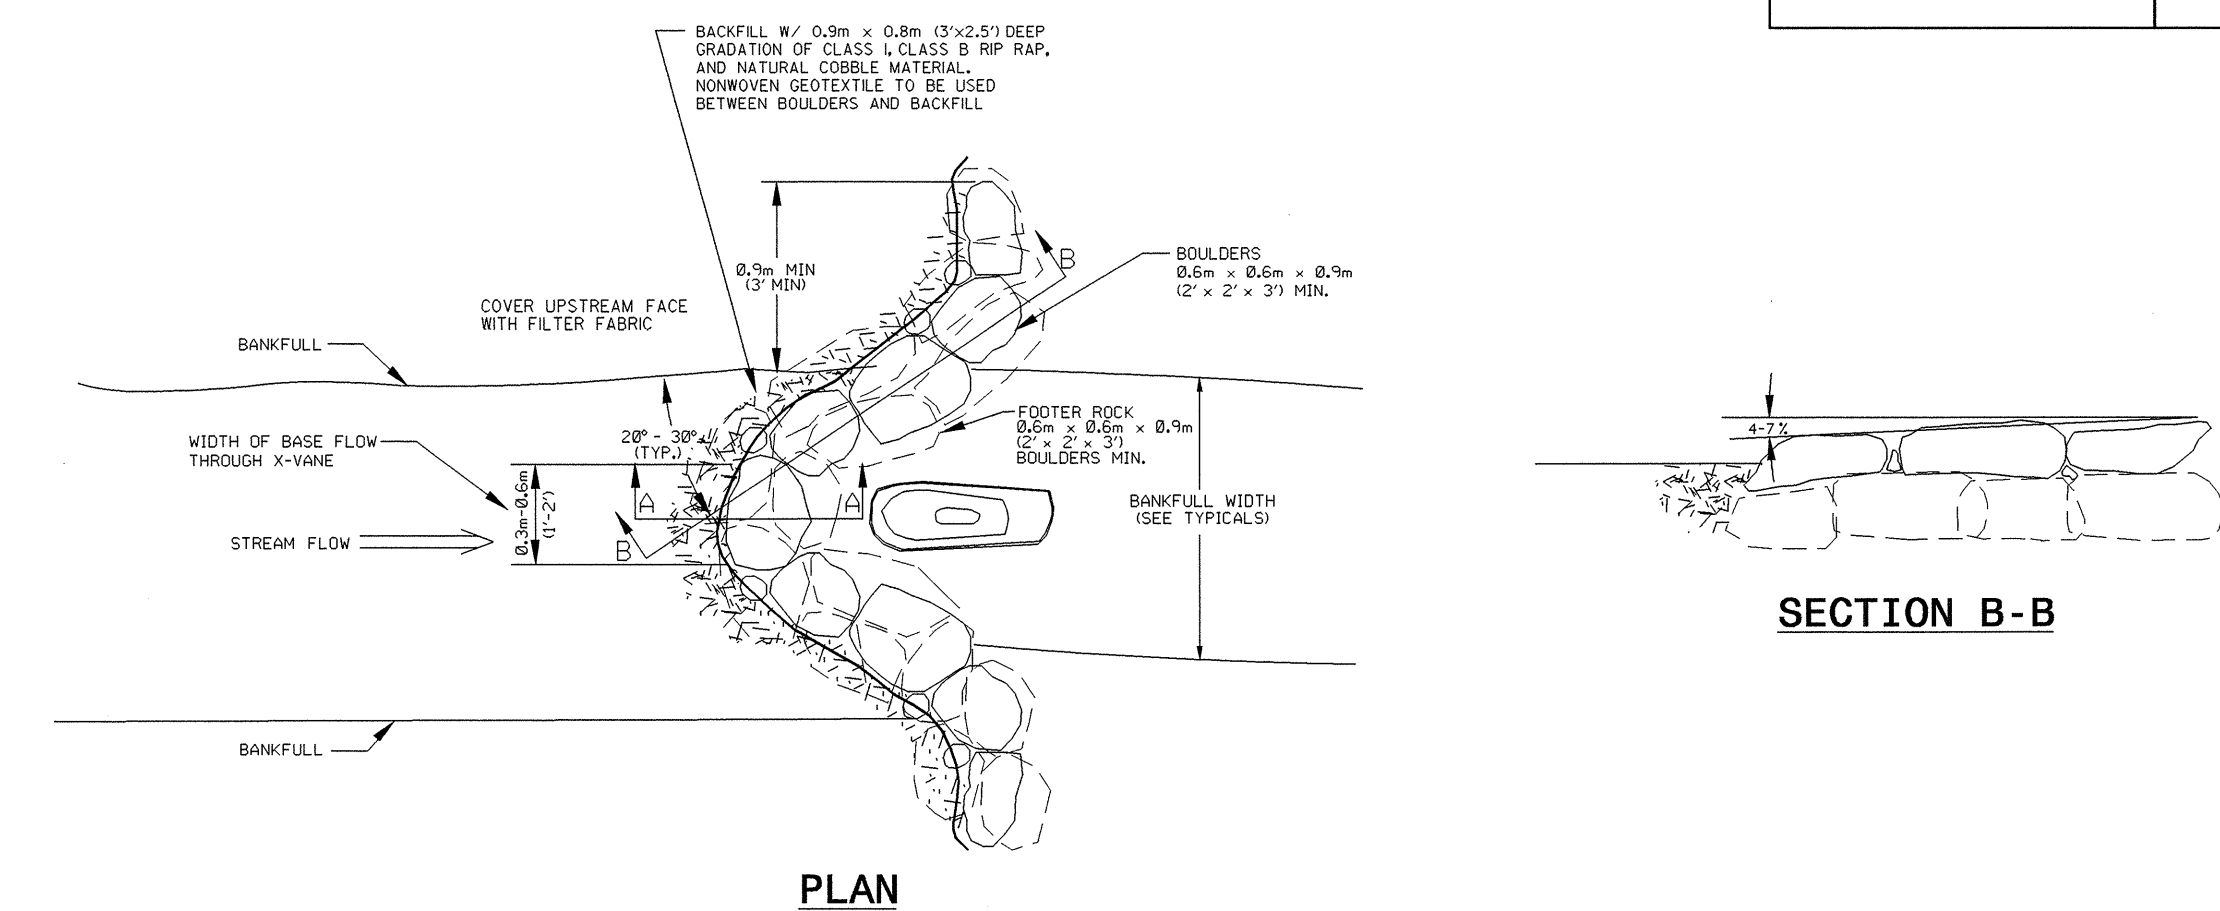 BACKFILL W/ 0.9m x 0.8m (3'x2.5') DEEP
GRADATION OF CLASS I, CLASS B RIP RAP,
AND NATURAL COBBLE MATERIAL.
NONWOVEN GEOTEXTILE TO BE USED
BETWEEN BOULDERS AND BACKFILL
0.9m MIN
(3' MIN)
B
BOULDERS
0.6m x 0.6m x 0.9m
(2' x 2' x 3') MIN.
COVER UPSTREAM FACE
WITH FILTER FABRIC
BANKFULL
FOOTER ROCK
0.6m x 0.6m x 0.9m
(2' x 2' x 3')
BOULDERS MIN.
WIDTH OF BASE FLOW
THROUGH X-VANE
20° - 30°
(TYP.)
4-7%
A
A
0.3m-0.6m
(1'-2')
BANKFULL WIDTH
(SEE TYPICALS)
STREAM FLOW
B
SECTION B-B
BANKFULL
PLAN